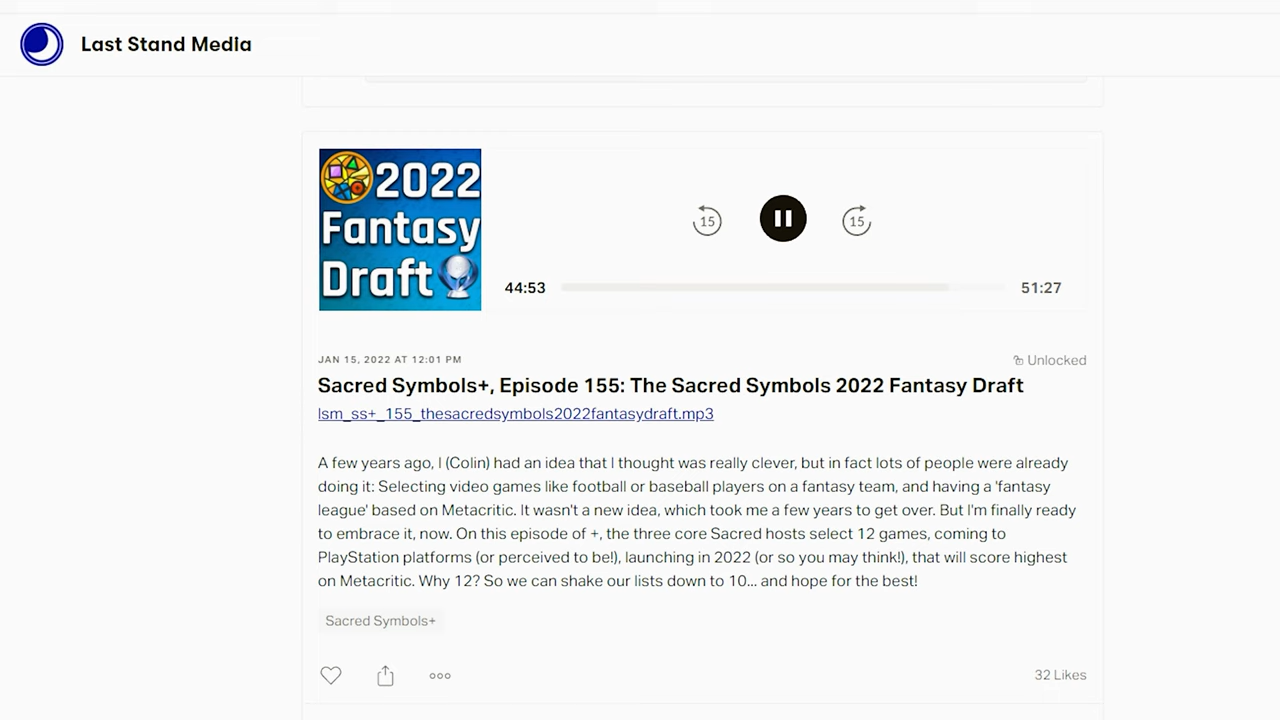 Last Stand Media
2022
Fantasy
Draft
15
15
44:53
51:27
JAN 15, 2022 AT 12:01 PM
Unlocked
Sacred Symbols+, Episode 155: The Sacred Symbols 2022 Fantasy Draft
lsm_ss+_155_thesacredsymbols2022fantasydraft.mp3
A few years ago, I (Colin) had an idea that I thought was really clever, but in fact lots of people were already
doing it: Selecting video games like football or baseball players on a fantasy team, and having a 'fantasy
league' based on Metacritic. It wasn't a new idea, which took me a few years to get over. But I'm finally ready
to embrace it, now. On this episode of +, the three core Sacred hosts select 12 games, coming to
PlayStation platforms (or perceived to be!), launching in 2022 (or so you may think!), that will score highest
on Metacritic. Why 12? So we can shake our lists down to 10... and hope for the best!
Sacred Symbols+
32 Likes